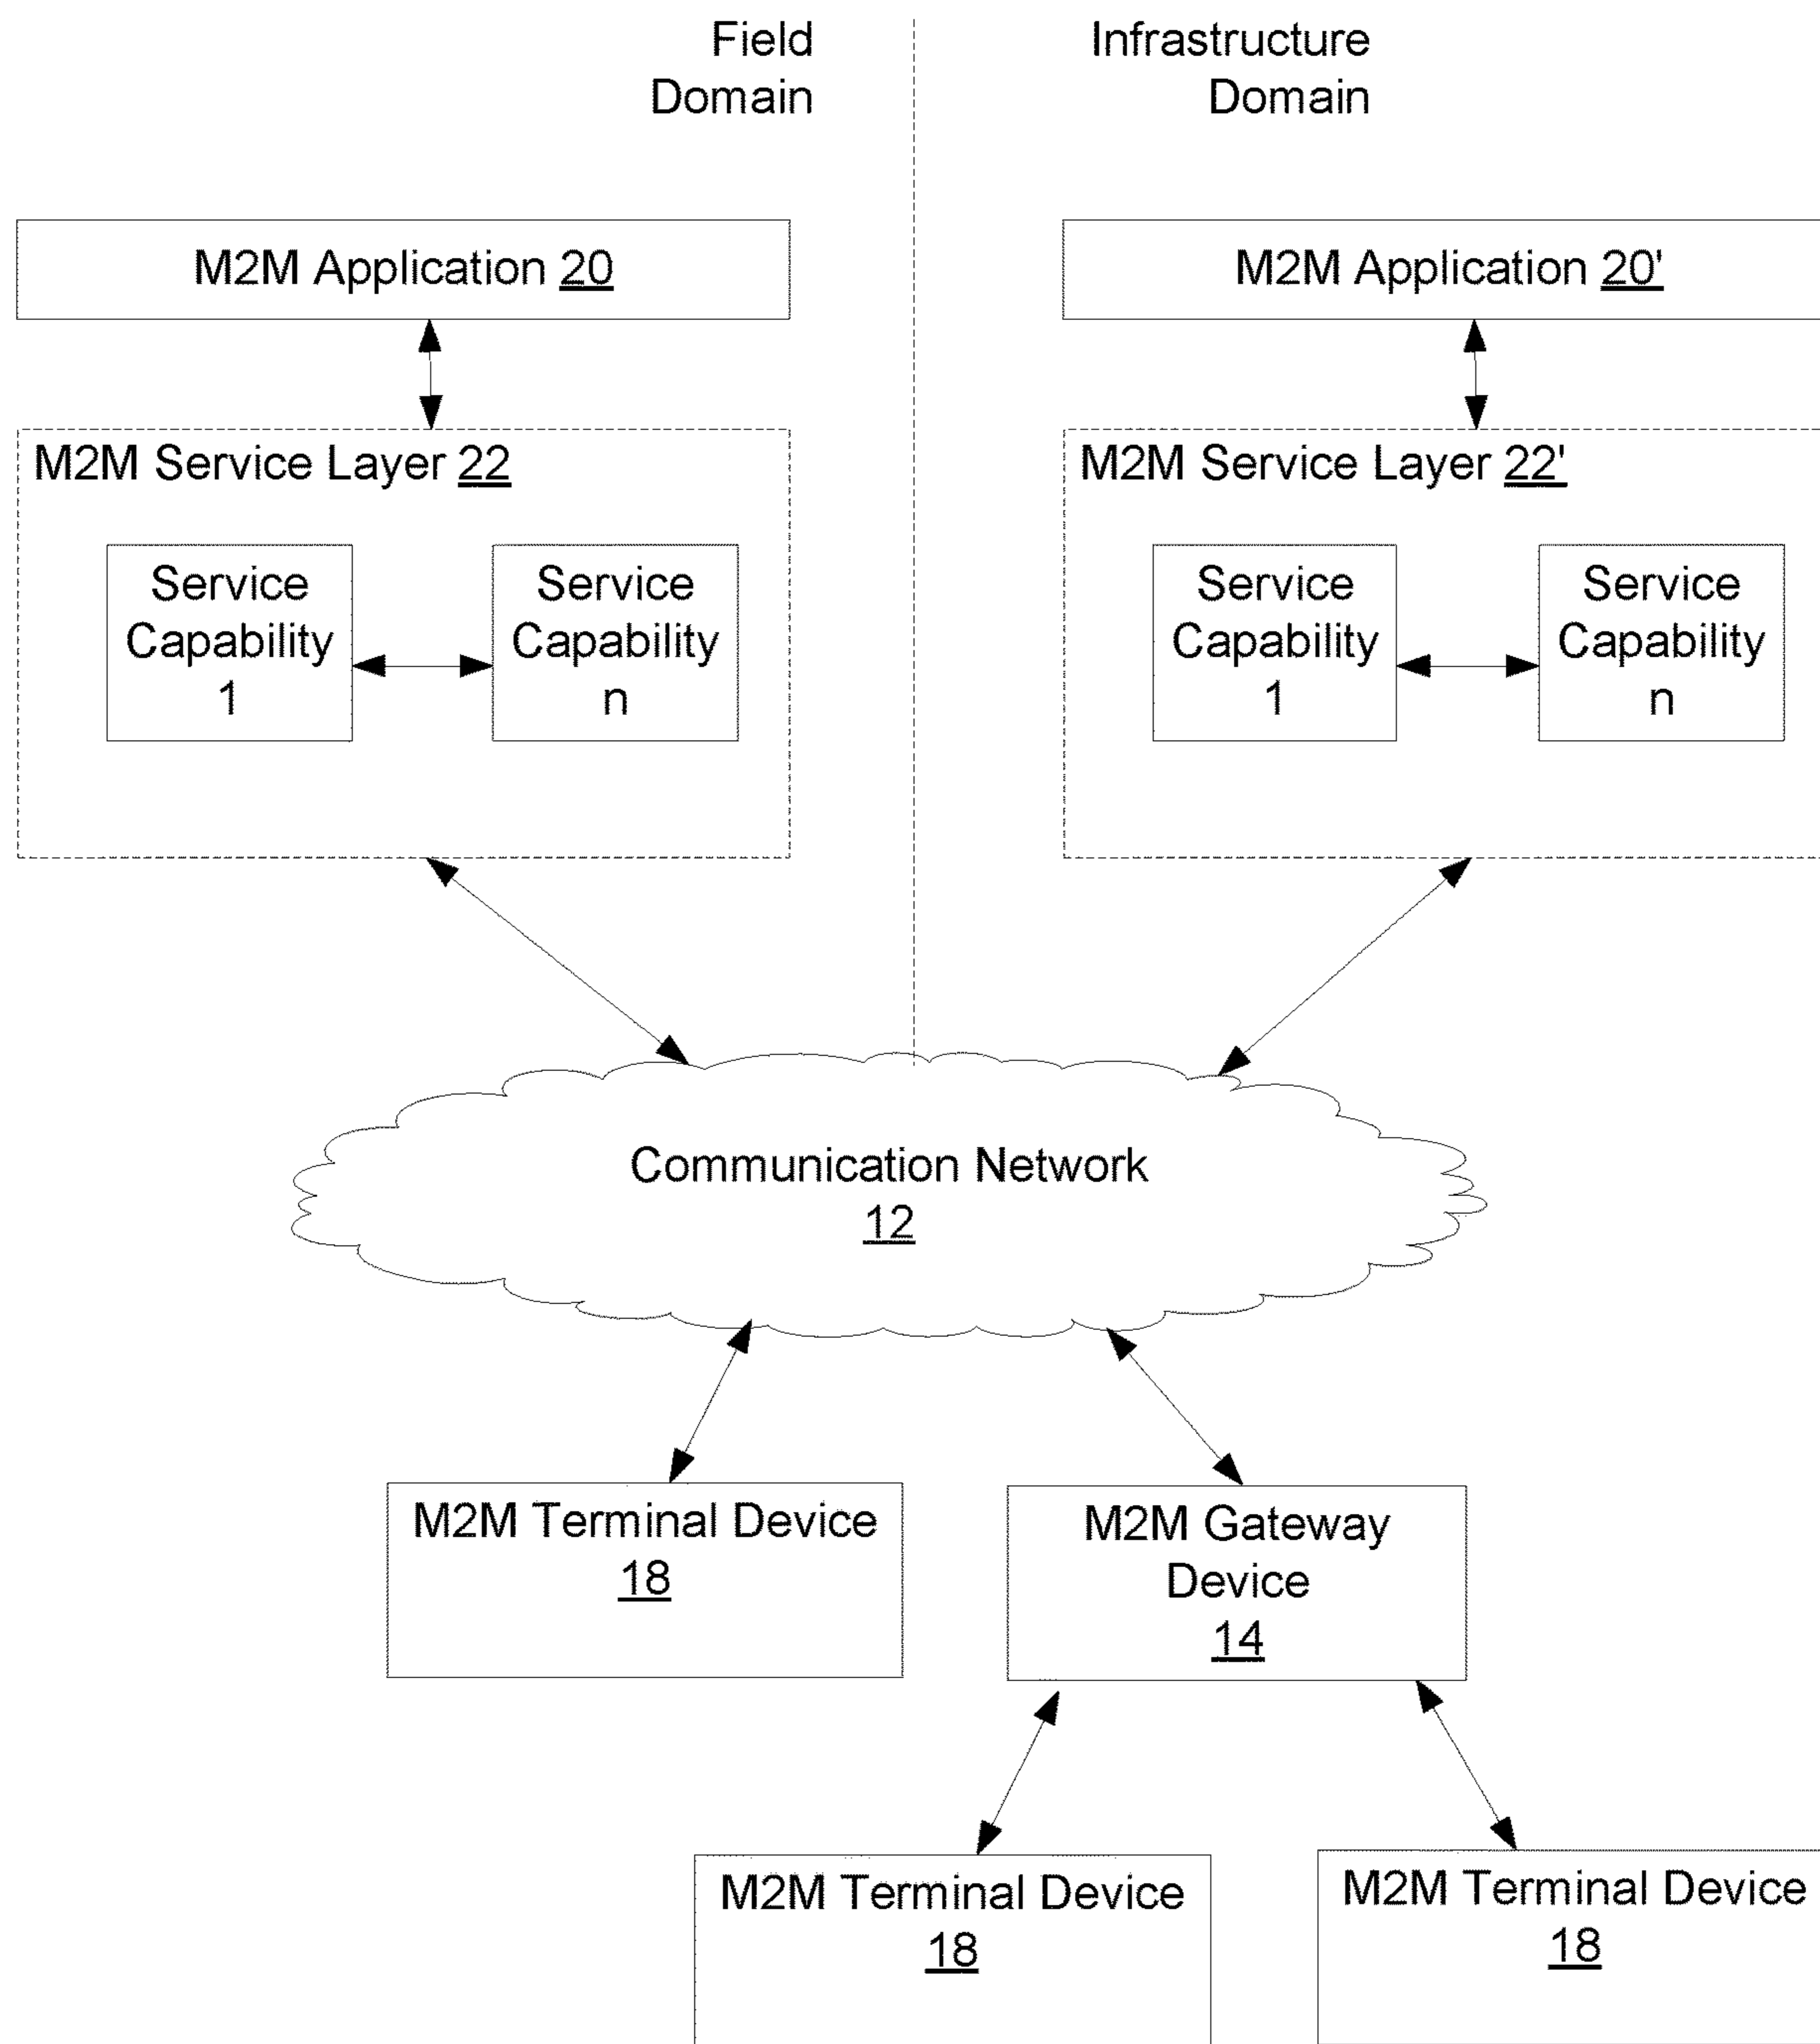 Field
Domain
Infrastructure
Domain
M2M Application 20
M2M Application 20'
M2M Service Layer 22
Service
Capability
1
Service
Capability
n
M2M Service Layer 22'
Service
Capability
1
Service
Capability
n
Communication Network
12
M2M Terminal Device
18
M2M Gateway
Device
14
M2M Terminal Device
18
M2M Terminal Device
18